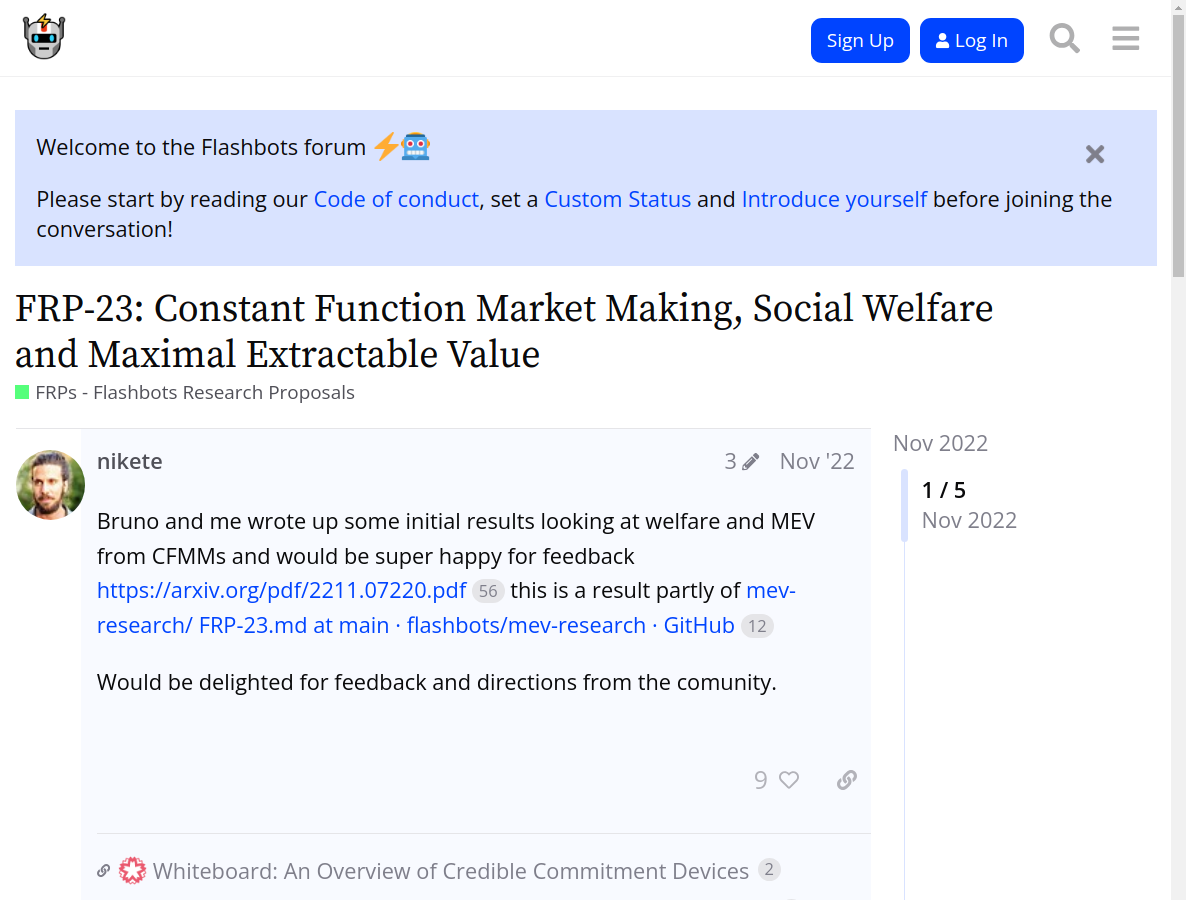 Sign Up
Log In
Welcome to the Flashbots forum
Please start by reading our Code of conduct, set a Custom Status and Introduce yourself before joining the
conversation!
FRP-23: Constant Function Market Making, Social Welfare
and Maximal Extractable Value
FRPs - Flashbots Research Proposals
nikete
3
Nov '22
Nov 2022
1 / 5
Nov 2022
Bruno and me wrote up some initial results looking at welfare and MEV
from CFMMs and would be super happy for feedback
https://arxiv.org/pdf/2211.07220.pdf 56 this is a result partly of mev-
research/ FRP-23.md at main · flashbots/mev-research · GitHub 12
Would be delighted for feedback and directions from the comunity.
9
Whiteboard: An Overview of Credible Commitment Devices 2